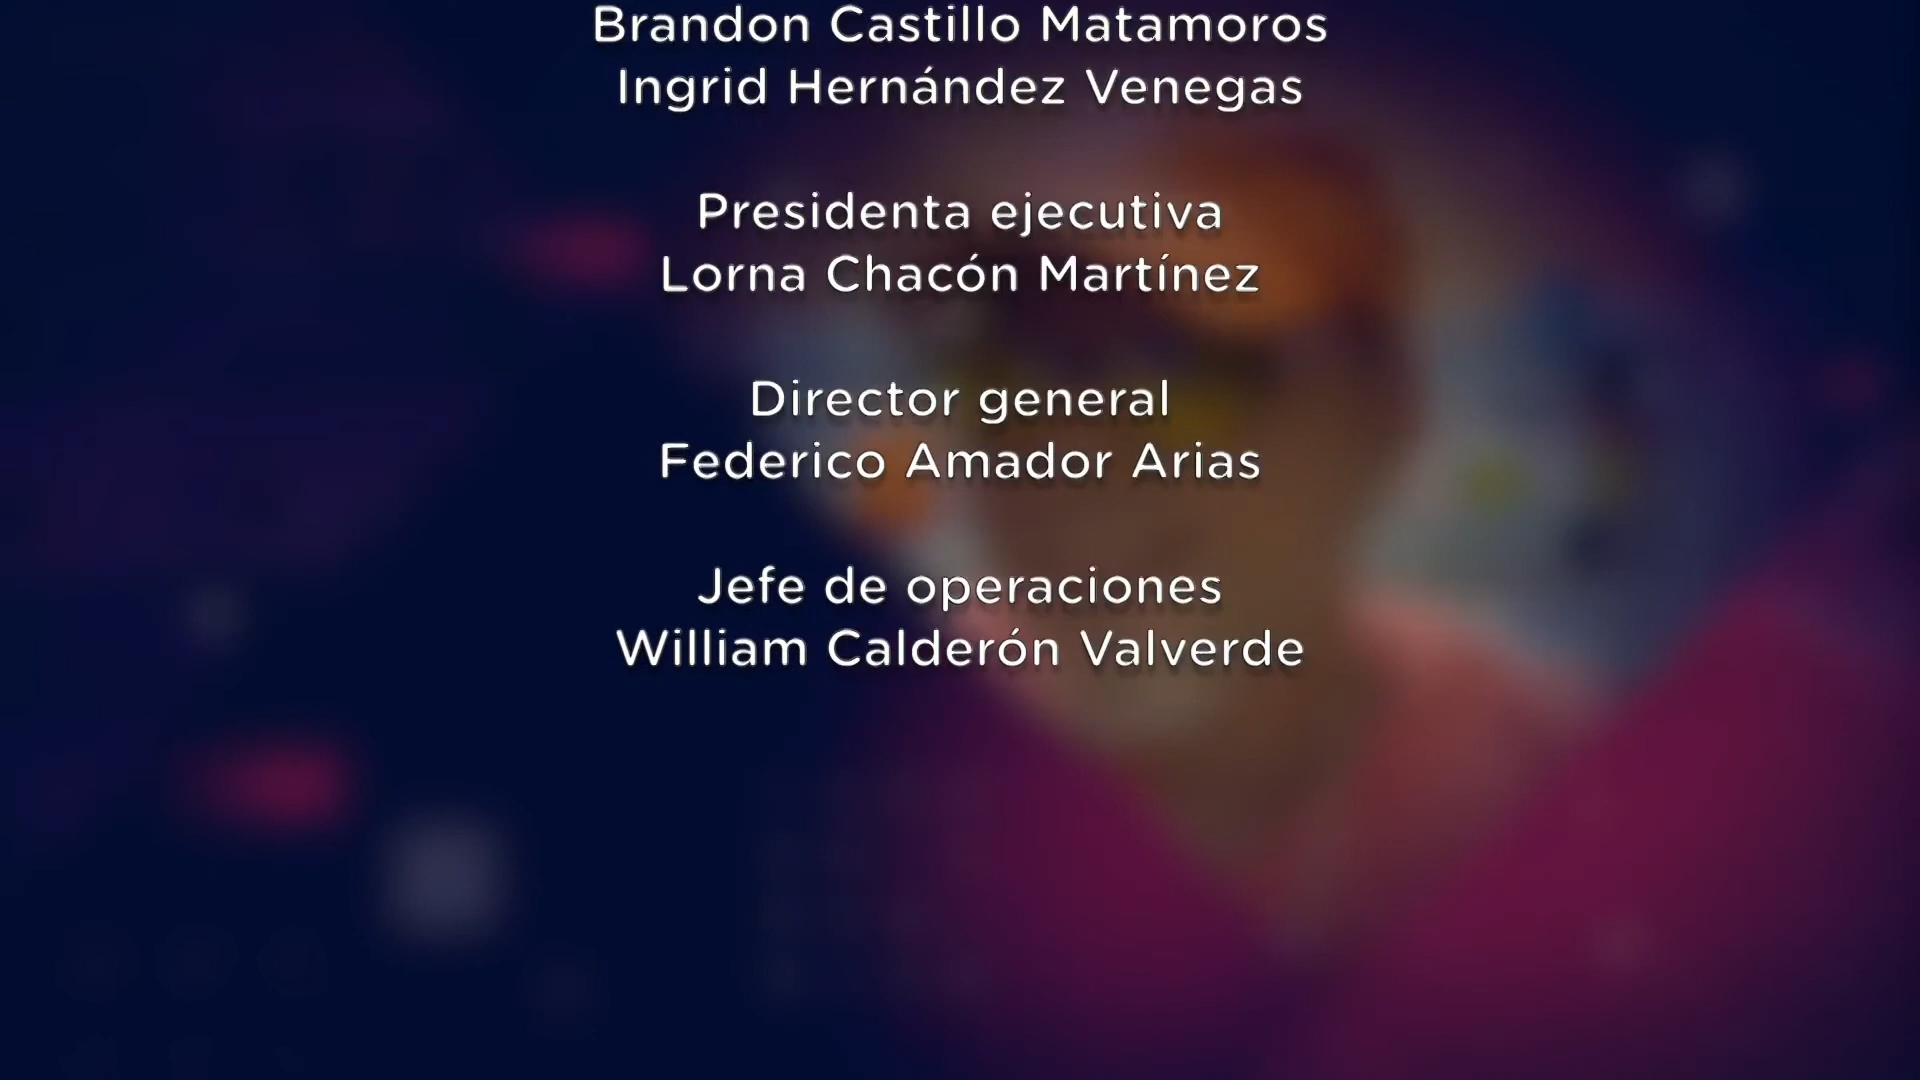 Brandon Castillo Matamoros
Ingrid Hernández Venegas
Presidenta ejecutiva
Lorna Chacón Martínez
Director general
Federico Amador Arias
Jefe de operaciones
William Calderón Valverde